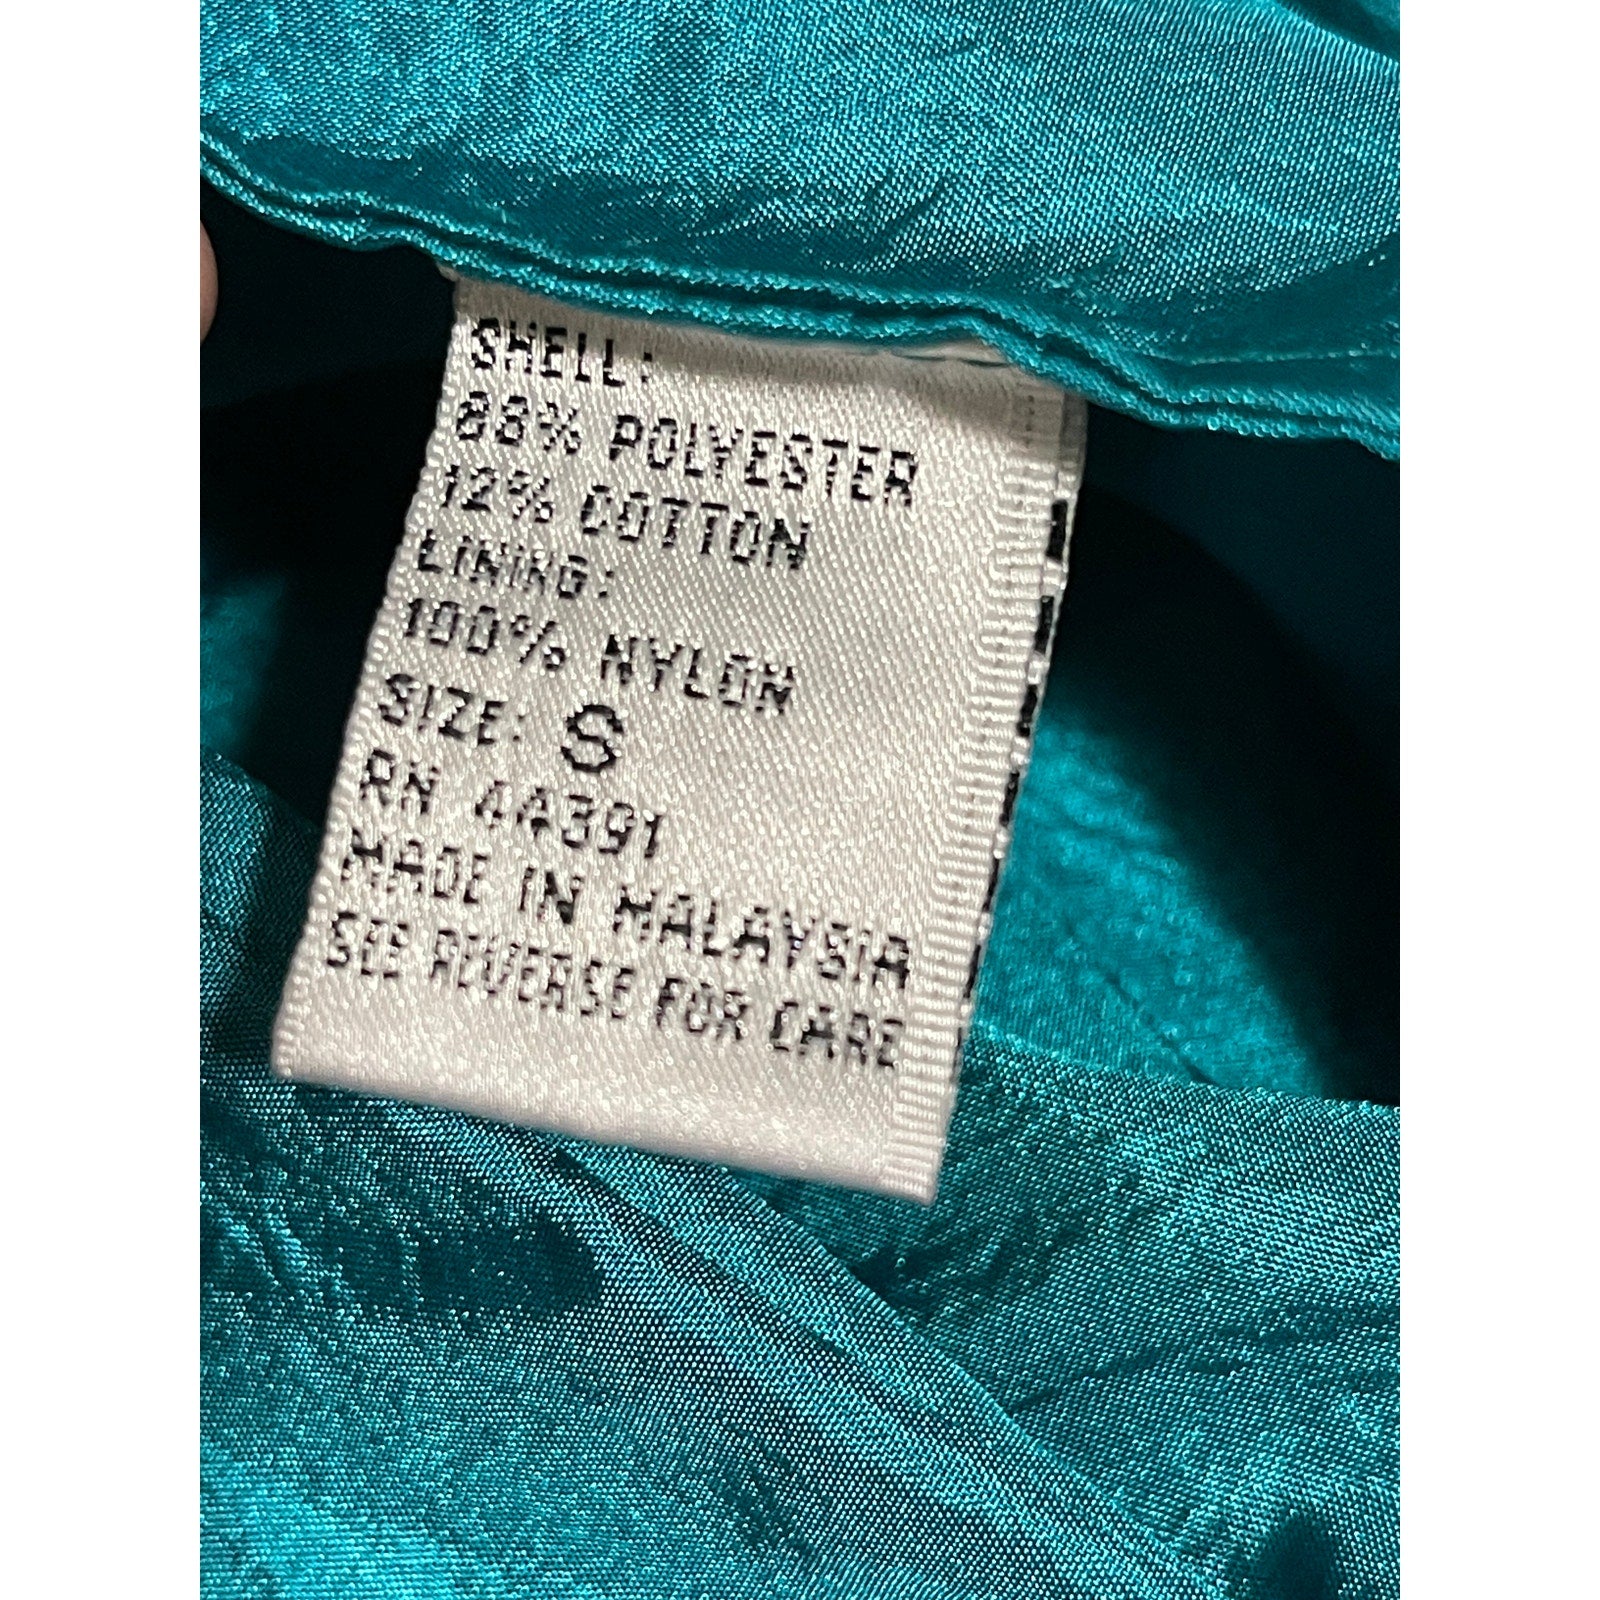 SHELL:
88% POLYESTER
12% COTTON
LINING:
100% NYLON
SIZE: S
RN 44391
MADE IN MALAYSIA
SEE REVERSE FOR CARE